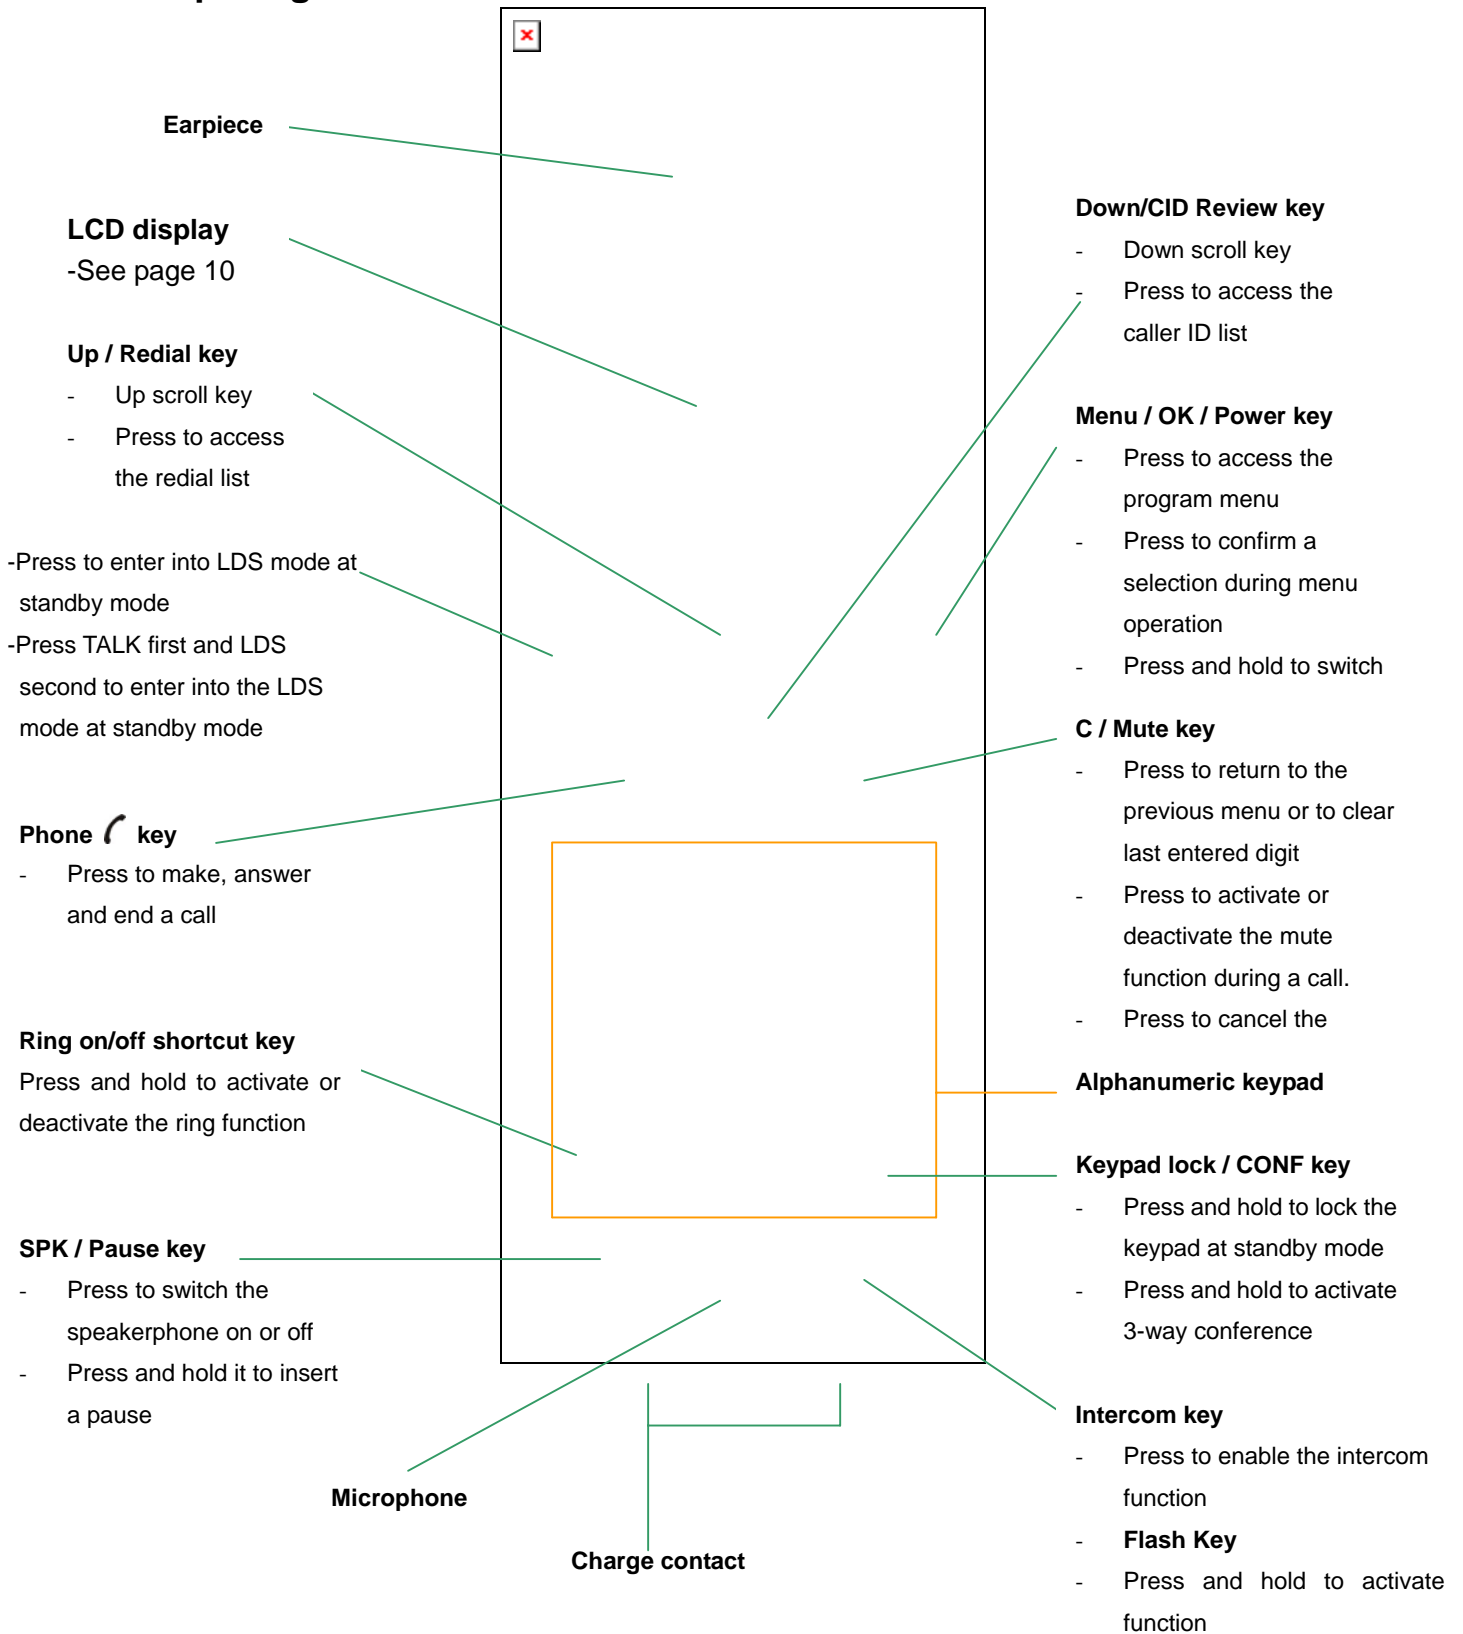 Earpiece
LCD display
-See page 10
Up / Redial key
- Up scroll key
- Press to access
the redial list
-Press to enter into LDS mode at
standby mode
-Press TALK first and LDS
second to enter into the LDS
mode at standby mode
Phone key
- Press to make, answer
and end a call
Ring on/off shortcut key
Press and hold to activate or
deactivate the ring function
SPK / Pause key
- Press to switch the
speakerphone on or off
- Press and hold it to insert
a pause
Microphone
Charge contact
Down/CID Review key
- Down scroll key
- Press to access the
caller ID list
Menu / OK / Power key
- Press to access the
program menu
- Press to confirm a
selection during menu
operation
- Press and hold to switch
C / Mute key
- Press to return to the
previous menu or to clear
last entered digit
- Press to activate or
deactivate the mute
function during a call.
- Press to cancel the
Alphanumeric keypad
Keypad lock / CONF key
- Press and hold to lock the
keypad at standby mode
- Press and hold to activate
3-way conference
Intercom key
- Press to enable the intercom
function
- Flash Key
- Press and hold to activate
function